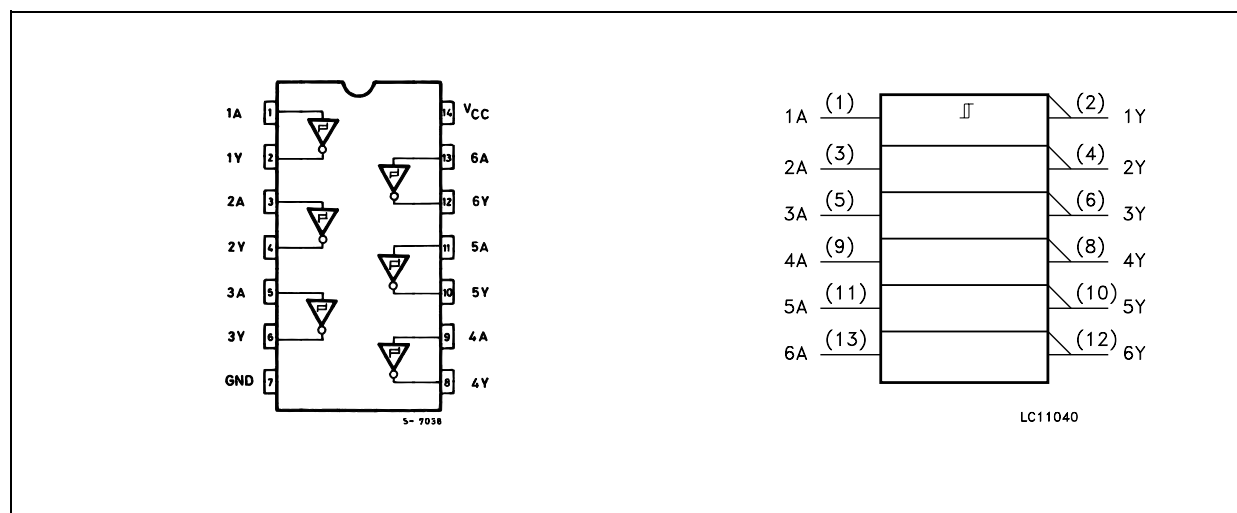 1A 1 14 VCC
1Y 2 13 6A
2A 3 12 6Y
2Y 4 11 5A
3A 5 10 5Y
3Y 6 9 4A
GND 7 8 4Y
S- 7038
1A (1) (2) 1Y
2A (3) (4) 2Y
3A (5) (6) 3Y
4A (9) (8) 4Y
5A (11) (10) 5Y
6A (13) (12) 6Y
LC11040